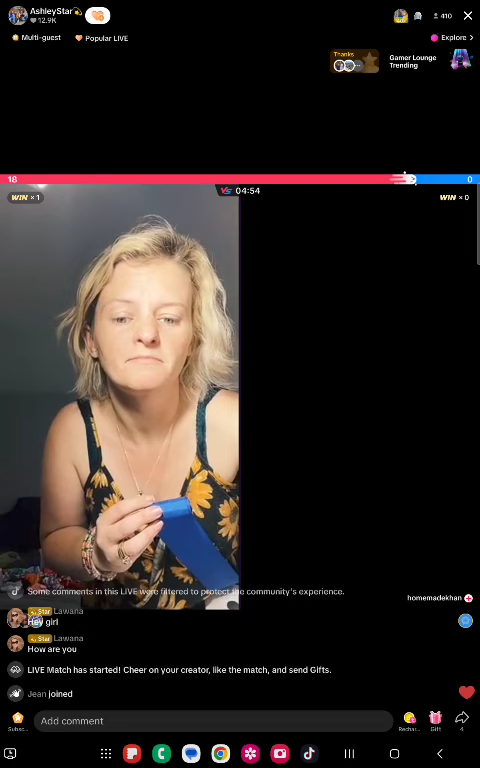 AshleyStar💫
12.9K
410
Multi-guest
Popular LIVE
Explore >
Thanks
Gamer Lounge
Trending
18
0
VS 04:54
WIN × 1
WIN × 0
Some comments in this LIVE were filtered to protect the community's experience.
homemadekhan
Star Lawana
Hey girl
Star Lawana
How are you
LIVE Match has started! Cheer on your creator, like the match, and send Gifts.
Jean joined
Subsc...
Add comment
Rechar...
Gift
4